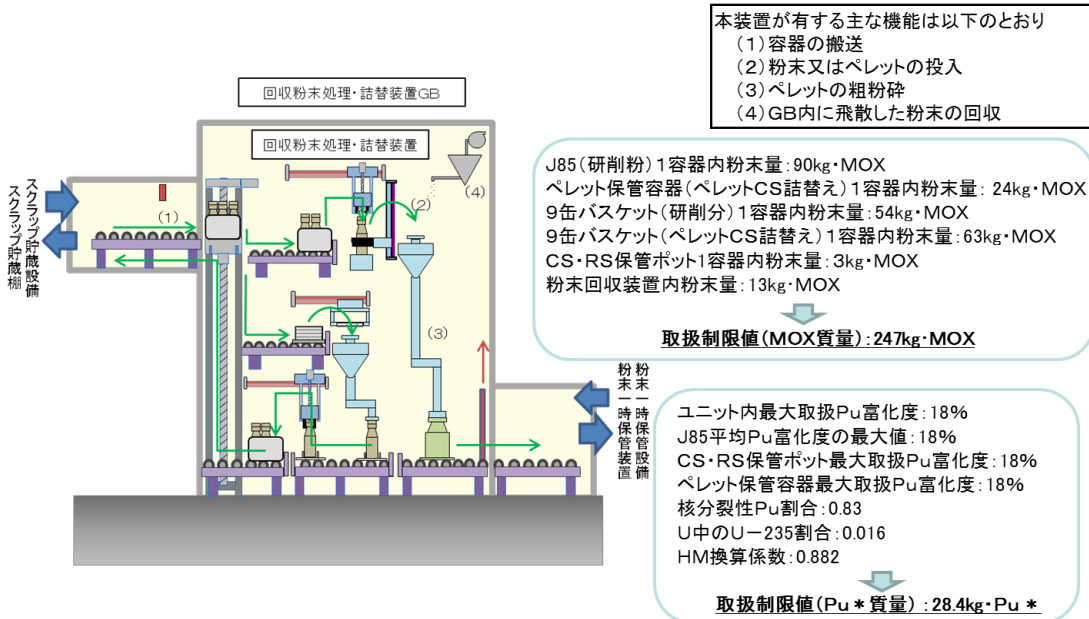 本装置が有する主な機能は以下のとおり
(1)容器の搬送
(2)粉末又はペレットの投入
(3)ペレットの粗粉砕
(4)GB内に飛散した粉末の回収
回収粉末処理・詰替装置GB
回収粉末処理・詰替装置
(1)
(2)
(3)
(4)
スクラップ貯蔵設備
スクラップ貯蔵棚
粉末一時保管設備
粉末一時保管装置
J85(研削粉)1容器内粉末量:90kg・MOX
ペレット保管容器(ペレットCS詰替え)1容器内粉末量:24kg・MOX
9缶バスケット(研削分)1容器内粉末量:54kg・MOX
9缶バスケット(ペレットCS詰替え)1容器内粉末量:63kg・MOX
CS・RS保管ポット1容器内粉末量:3kg・MOX
粉末回収装置内粉末量:13kg・MOX
取扱制限値(MOX質量):247kg・MOX
ユニット内最大取扱Pu富化度:18%
J85平均Pu富化度の最大値:18%
CS・RS保管ポット最大取扱Pu富化度:18%
ペレット保管容器最大取扱Pu富化度:18%
核分裂性Pu割合:0.83
U中のU-235割合:0.016
HM換算係数:0.882
取扱制限値(Pu*質量):28.4kg・Pu*